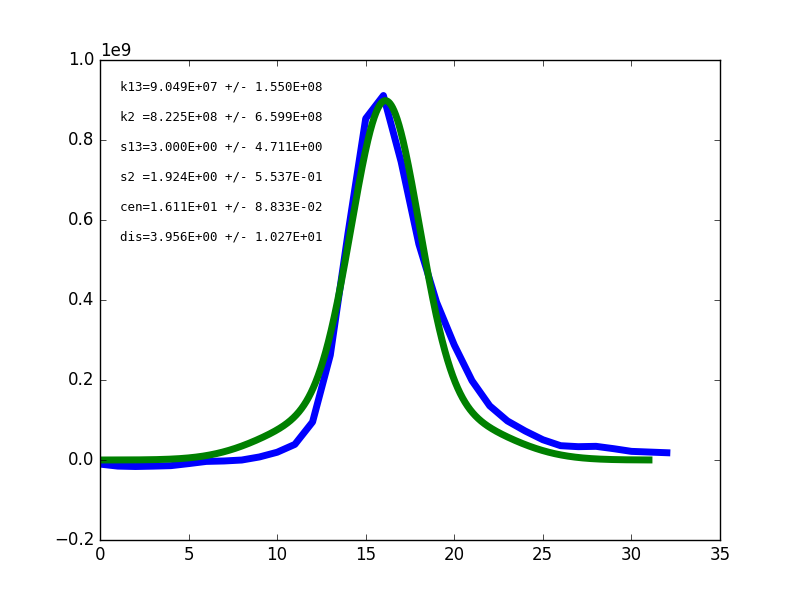 1e9
1.0
k13=9.049E+07 +/- 1.550E+08
k2 =8.225E+08 +/- 6.599E+08
0.8
s13=3.000E+00 +/- 4.711E+00
s2 =1.924E+00 +/- 5.537E-01
0.6
cen=1.611E+01 +/- 8.833E-02
dis=3.956E+00 +/- 1.027E+01
0.4
0.2
0.0
−0.2
0 5 10 15 20 25 30 35